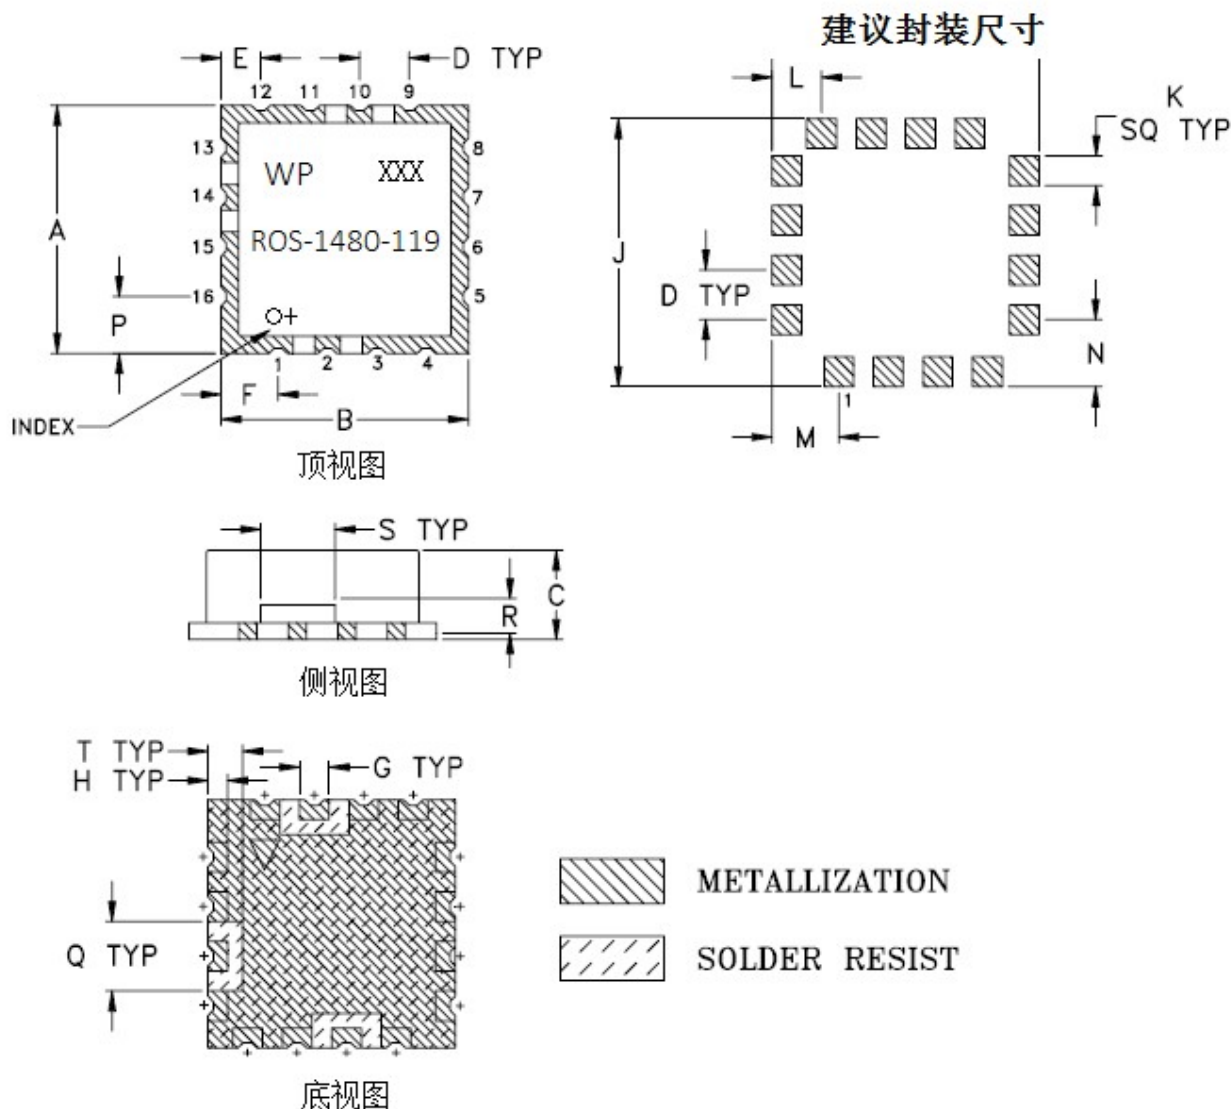 建议封装尺寸
E
D TYP
12 11 10 9
L
K
SQ TYP
13
8
WP XXX
14
7
A
J
15
ROS-1480-119
6
D TYP
16
5
P
N
1 2 3 4
F
B
1
M
INDEX
顶视图
S TYP
R
C
侧视图
T TYP
H TYP
G TYP
Q TYP
METALLIZATION
SOLDER RESIST
底视图